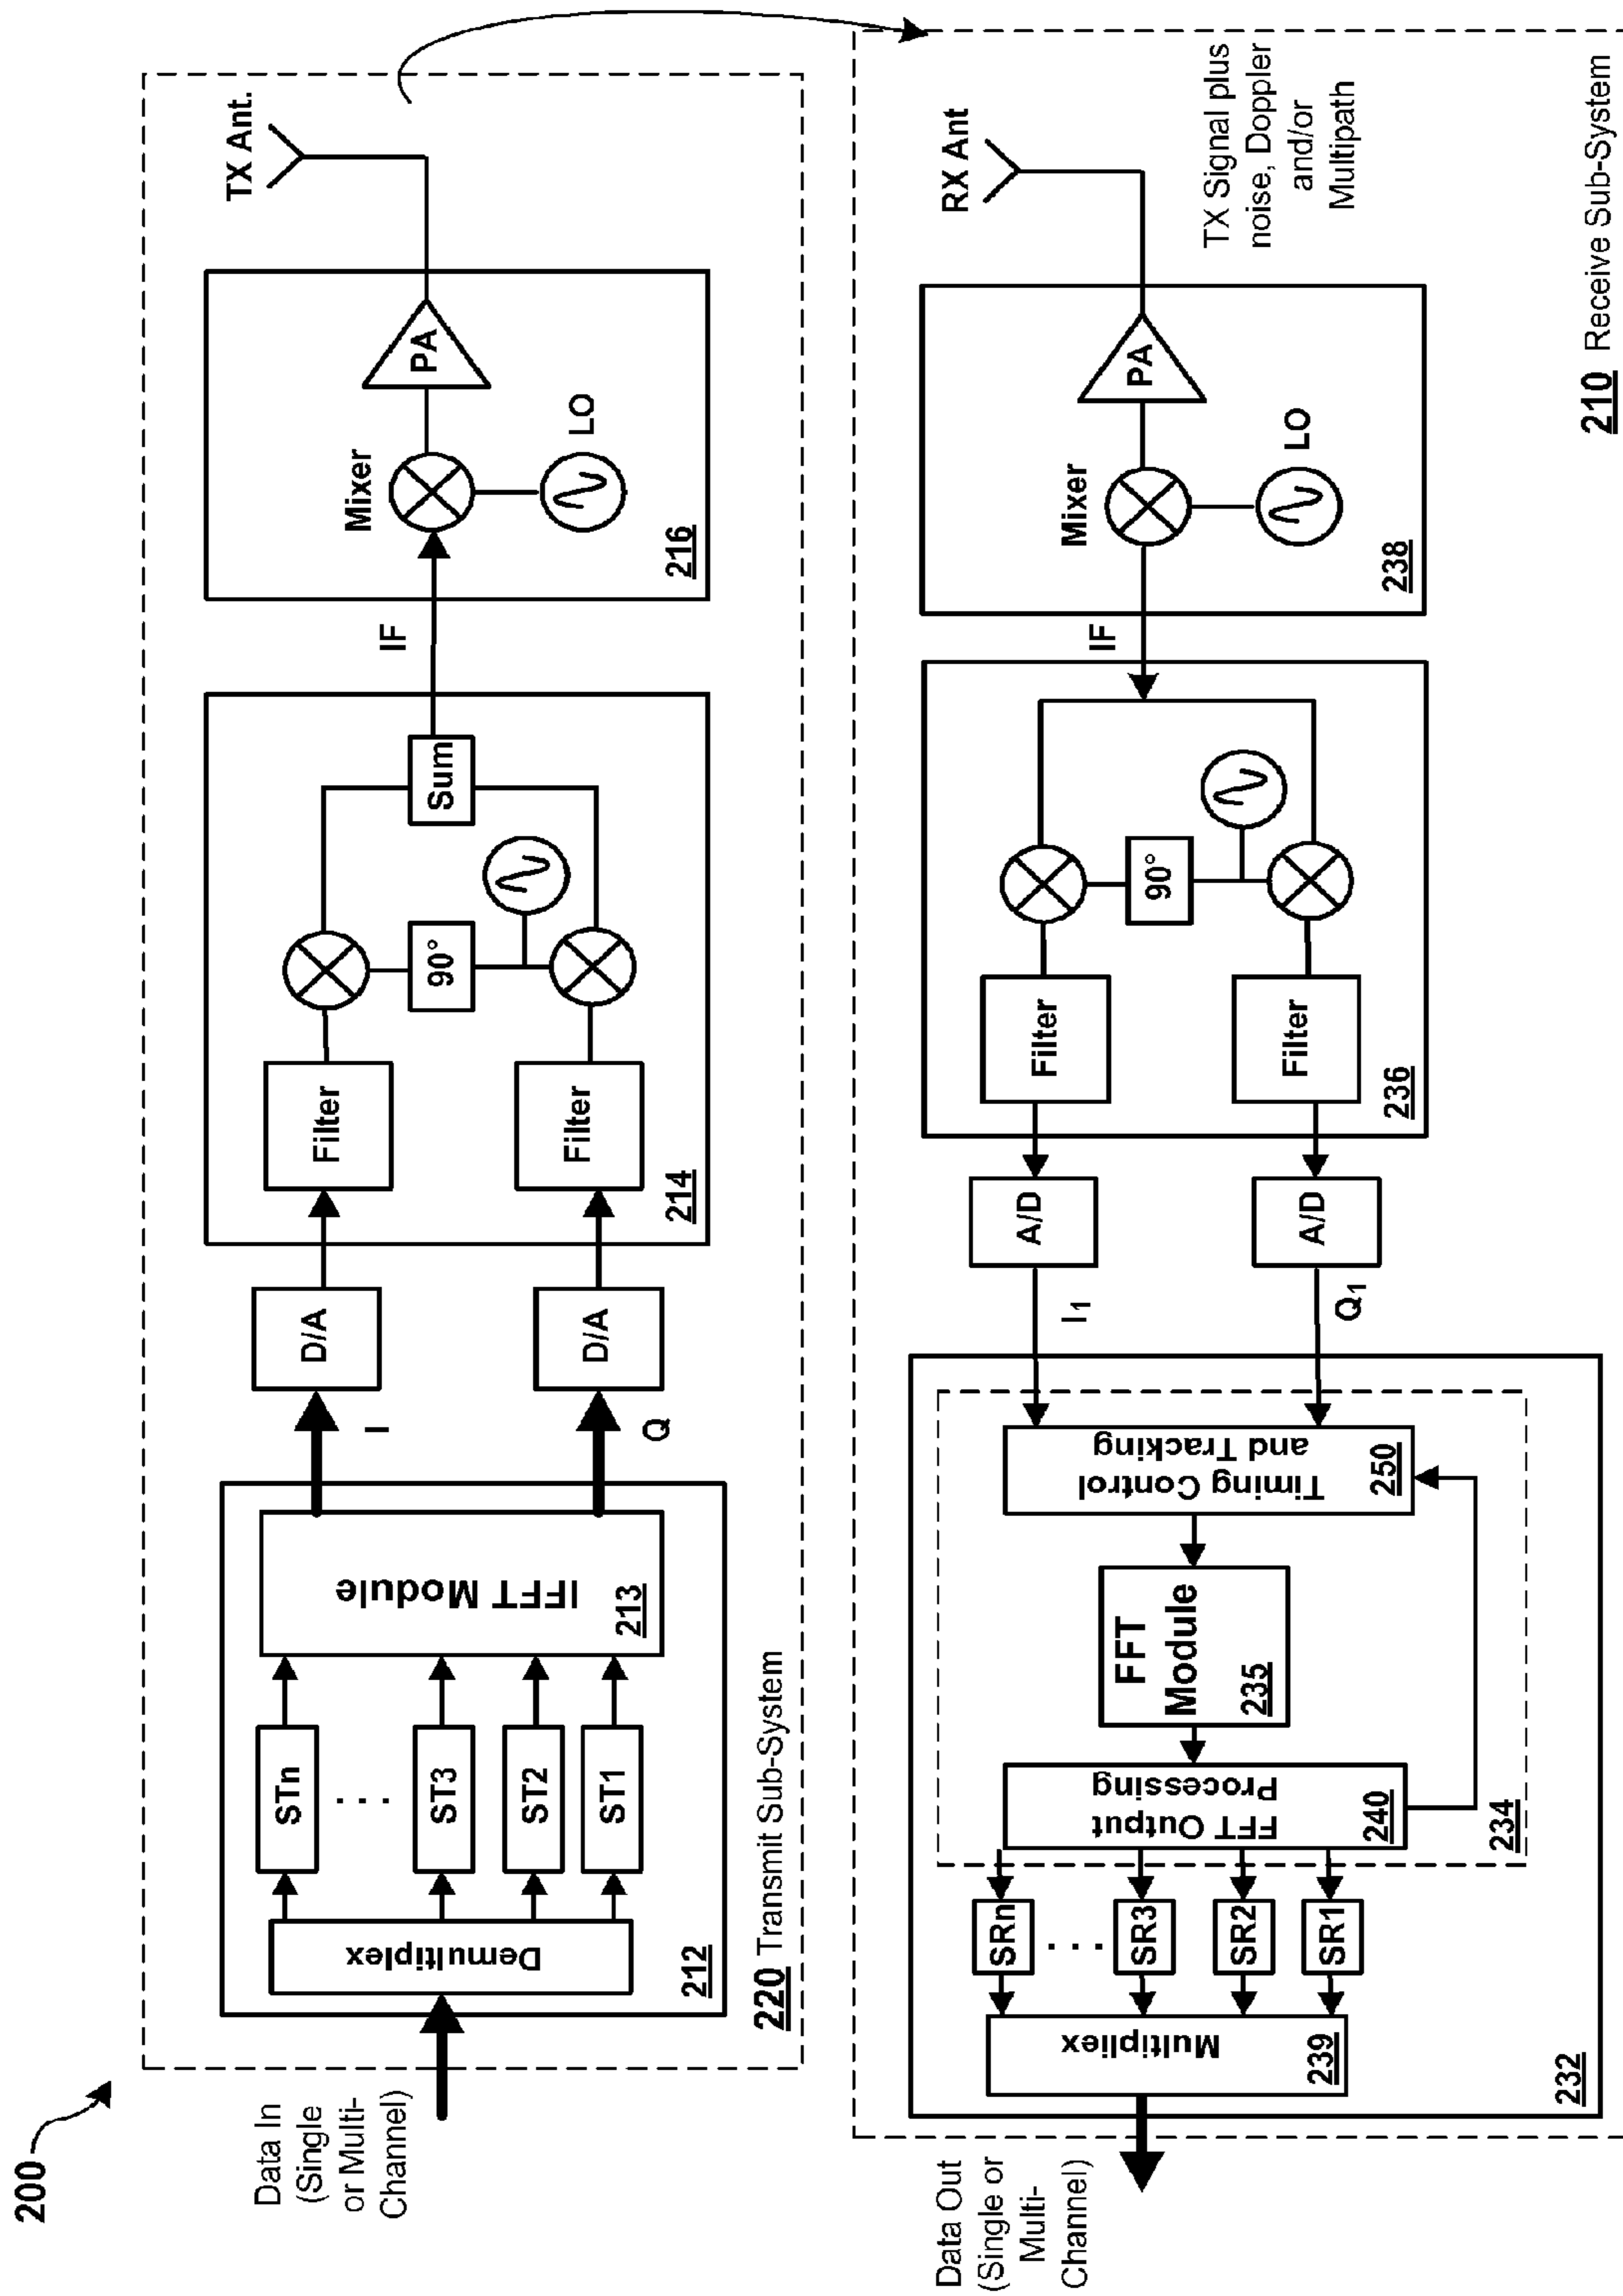 200
Data In
(Single
or Multi-
Channel)
Demultiplex
212
STn
. . .
ST3
ST2
ST1
IFFT Module
213
I
Q
D/A
D/A
Filter
Filter
214
90°
Sum
IF
Mixer
LO
PA
216
TX Ant.
220 Transmit Sub-System
Data Out
(Single or
Multi-
Channel)
Multipliex
239
232
SRn
. . .
SR3
SR2
SR1
FFT Output
Processing
240
234
FFT
Module
235
Timing Control
and Tracking
250
I1
Q1
A/D
A/D
Filter
Filter
236
90°
IF
Mixer
LO
PA
238
RX Ant
TX Signal plus
noise, Doppler
and/or
Multipath
210 Receive Sub-System